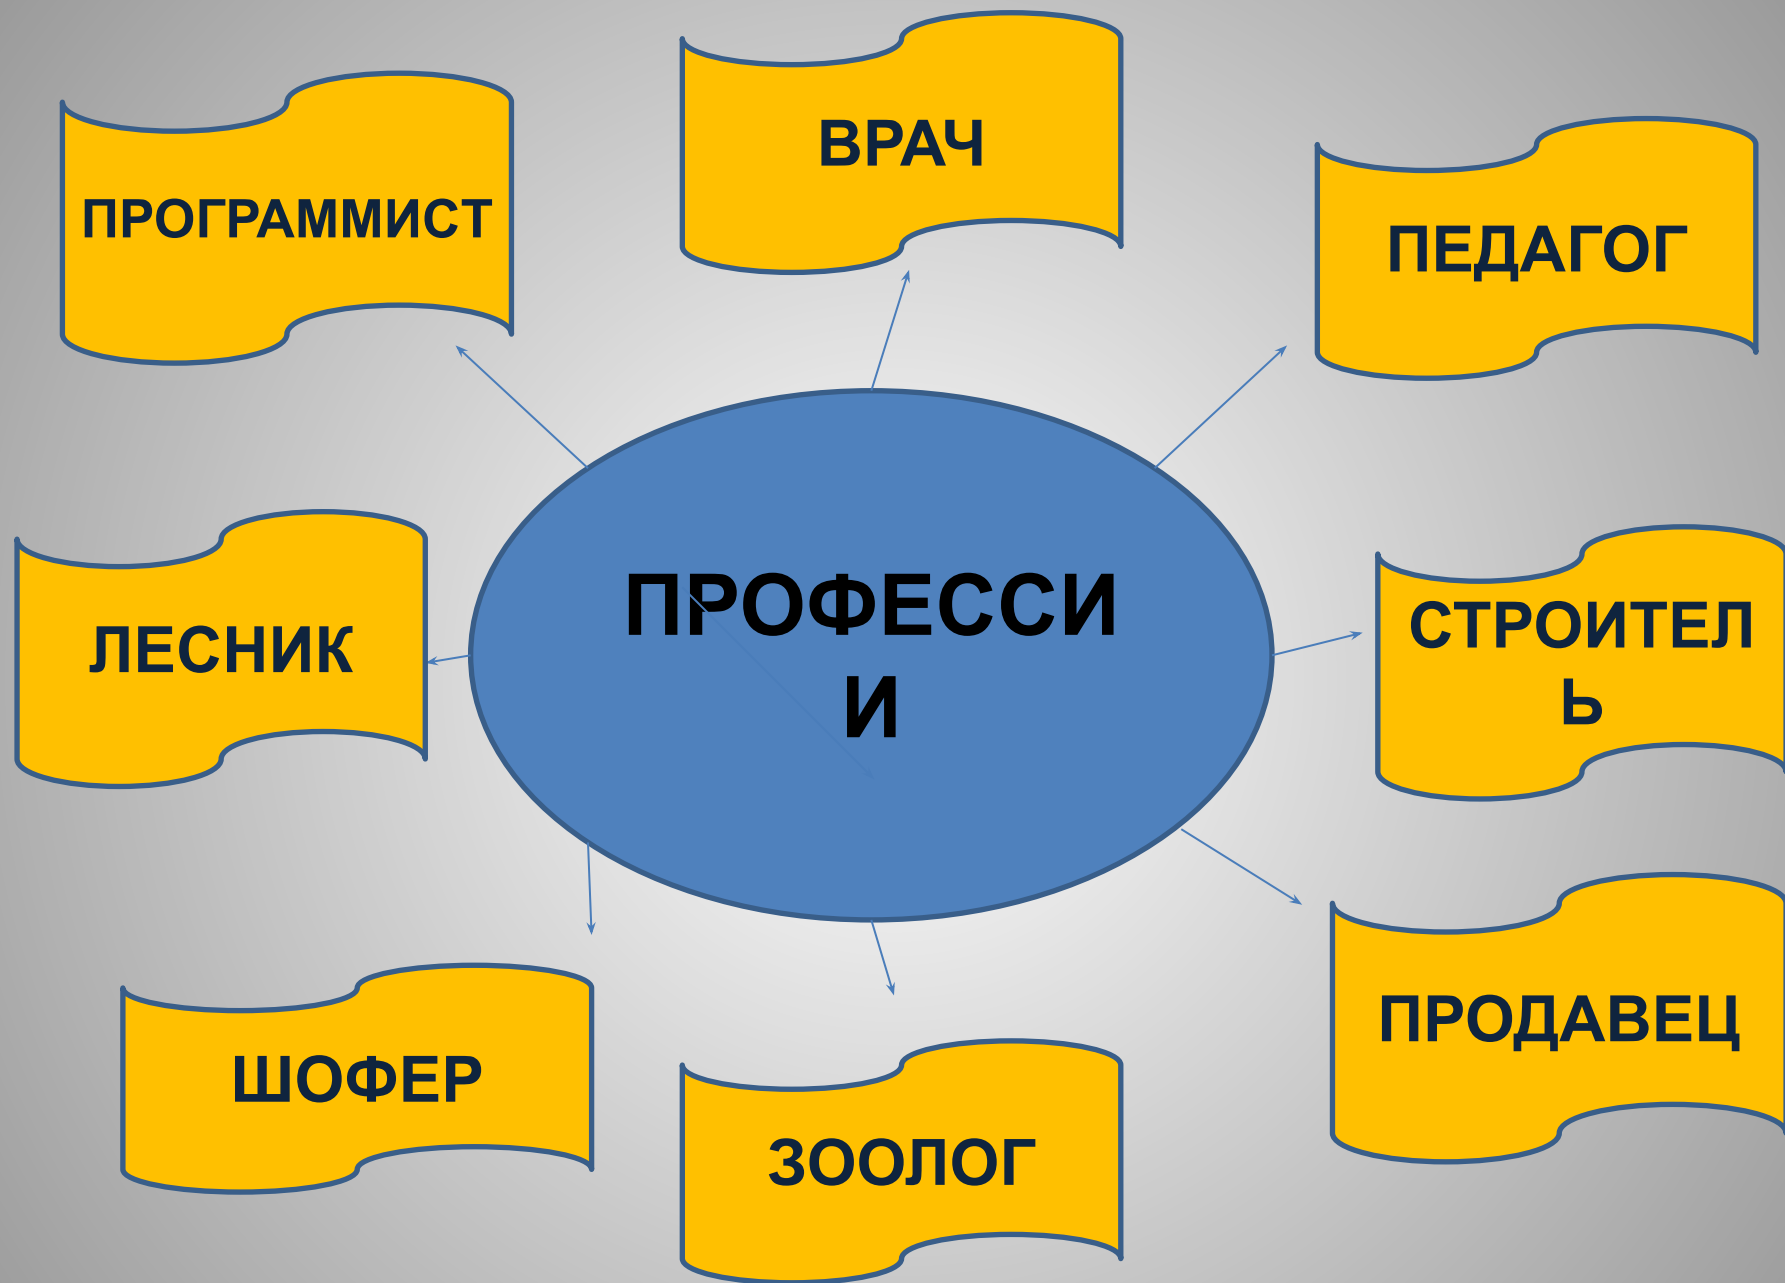 ВРАЧ
ПРОГРАММИСТ
ПЕДАГОГ
ПРОФЕССИ
И
ЛЕСНИК
СТРОИТЕЛ
Ь
ПРОДАВЕЦ
ШОФЕР
ЗООЛОГ